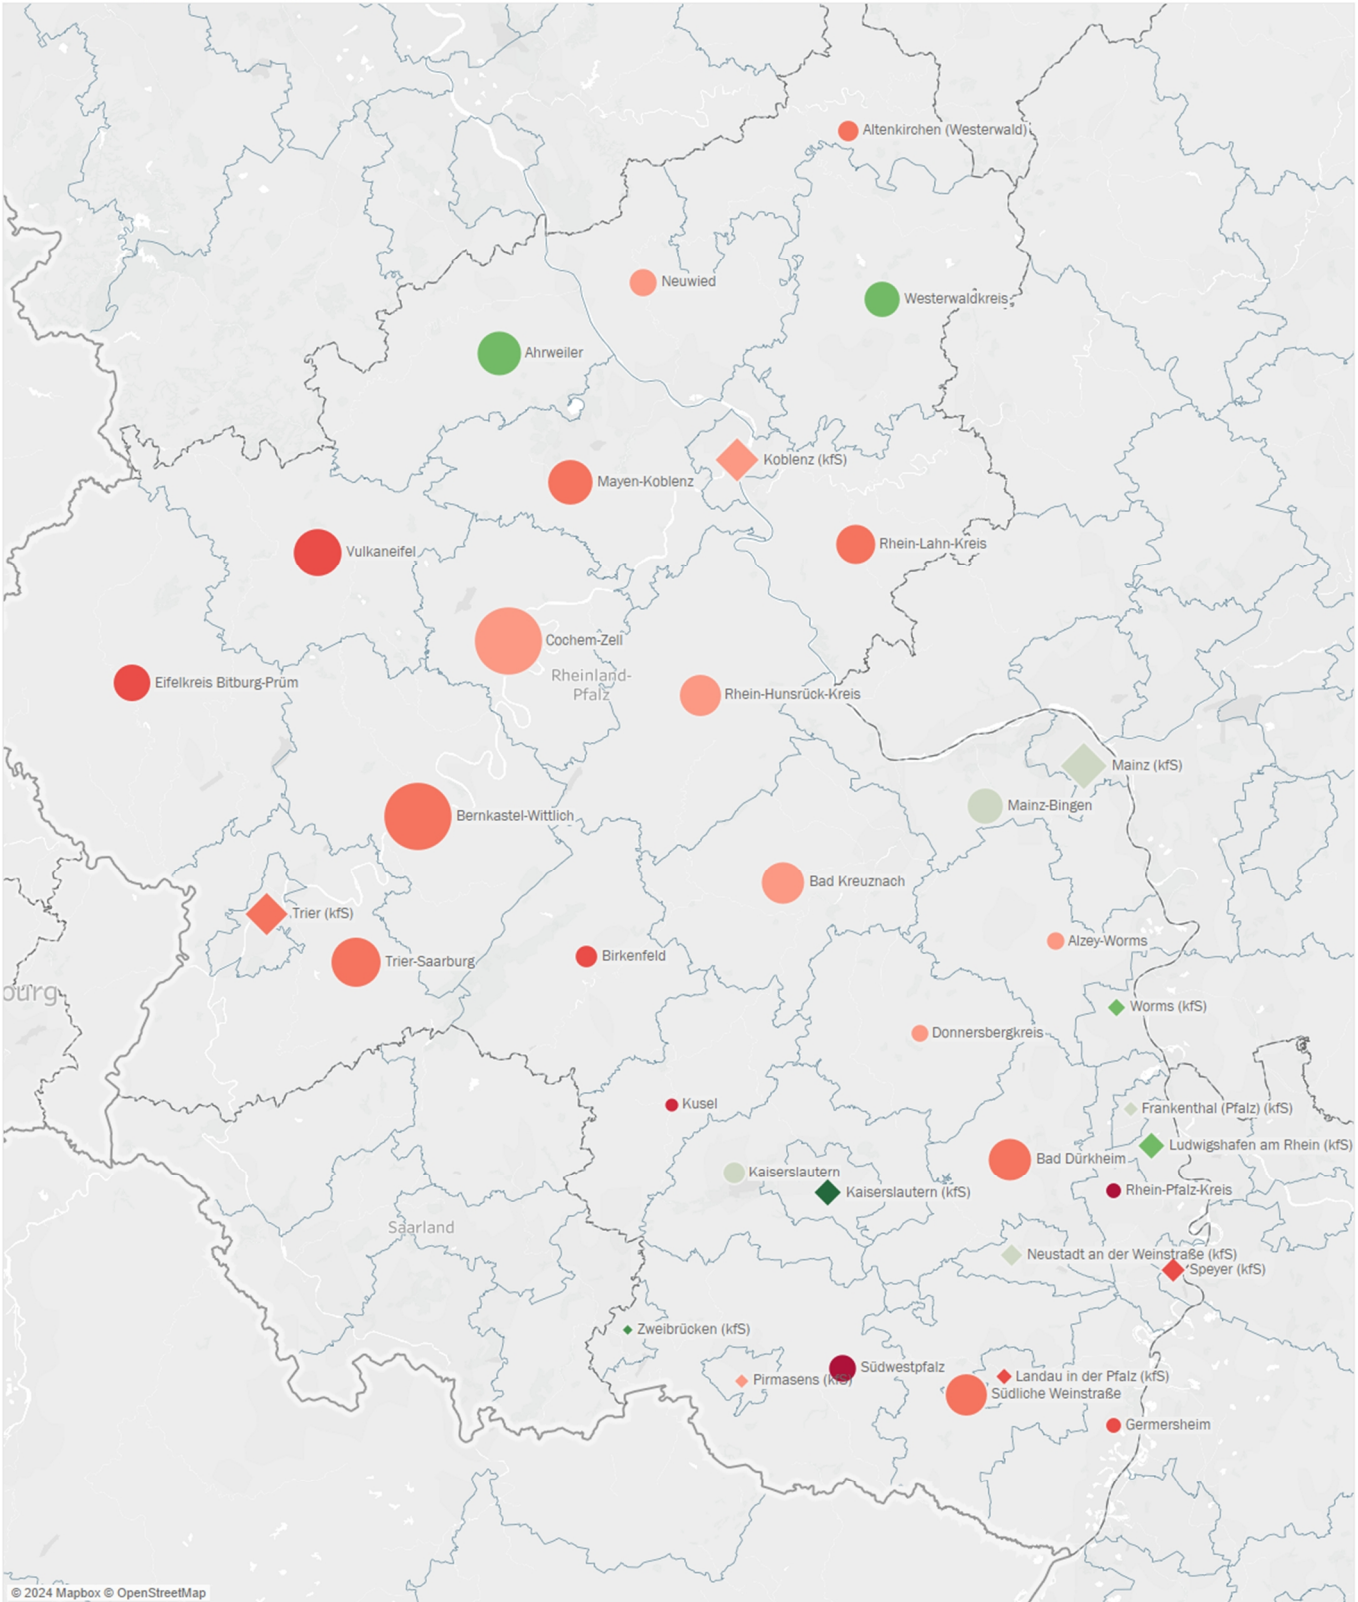 Altenkirchen (Westerwald)
Neuwied
Westerwaldkreis
Ahrweiler
Koblenz (kfS)
Mayen-Koblenz
Rhein-Lahn-Kreis
Vulkaneifel
Cochem-Zell
Rheinland-
Pfalz
Eifelkreis Bitburg-Prüm
Rhein-Hunsrück-Kreis
Mainz (kfS)
Mainz-Bingen
Bernkastel-Wittlich
Bad Kreuznach
Trier (kfS)
Alzey-Worms
Trier-Saarburg
Birkenfeld
burg
Worms (kfS)
Donnersbergkreis
Kusel
Frankenthal (Pfalz) (kfS)
Ludwigshafen am Rhein (kfS)
Bad Dürkheim
Kaiserslautern
Kaiserslautern (kfS)
Rhein-Pfalz-Kreis
Saarland
Neustadt an der Weinstraße (kfS)
Speyer (kfS)
Zweibrücken (kfS)
Südwestpfalz
Pirmasens (kfS)
Landau in der Pfalz (kfS)
Südliche Weinstraße
Germersheim
© 2024 Mapbox © OpenStreetMap